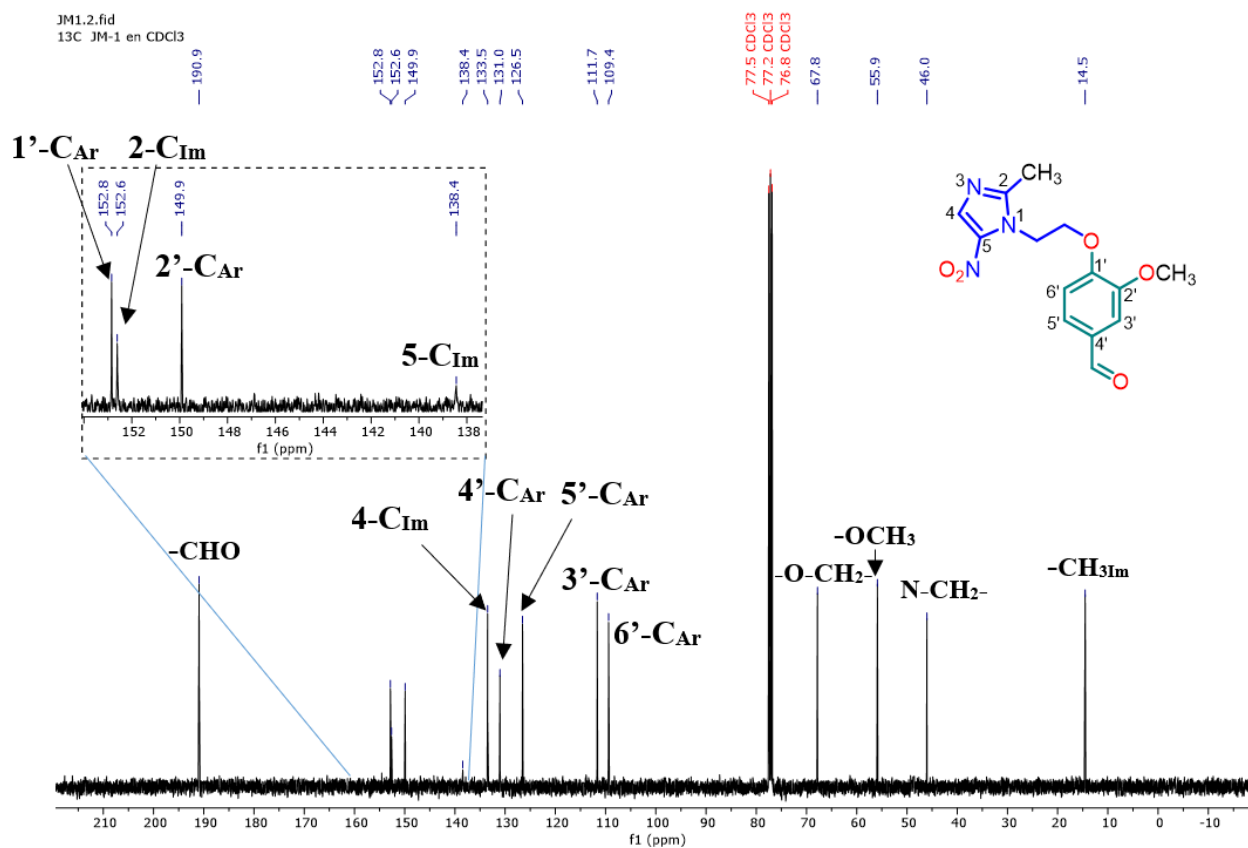 JM1.2.fid
13C JM-1 en CDCl3
190.9
152.8
152.6
149.9
138.4
133.5
131.0
126.5
111.7
109.4
77.5 CDCl3
77.2 CDCl3
76.8 CDCl3
67.8
55.9
46.0
14.5
1’-CAr
2-CIm
152.8
152.6
149.9
138.4
2’-CAr
5-CIm
152 150 148 146 144 142 140 138
f1 (ppm)
N
3
2
CH3
4
N
1
5
O2N
O
1'
6'
2'
OCH3
5'
3'
4'
O
-CHO
4-CIm
4’-CAr
5’-CAr
3’-CAr
6’-CAr
-O-CH2-
-OCH3
N-CH2-
-CH3Im
210 200 190 180 170 160 150 140 130 120 110 100 90 80 70 60 50 40 30 20 10 0 -10
f1 (ppm)